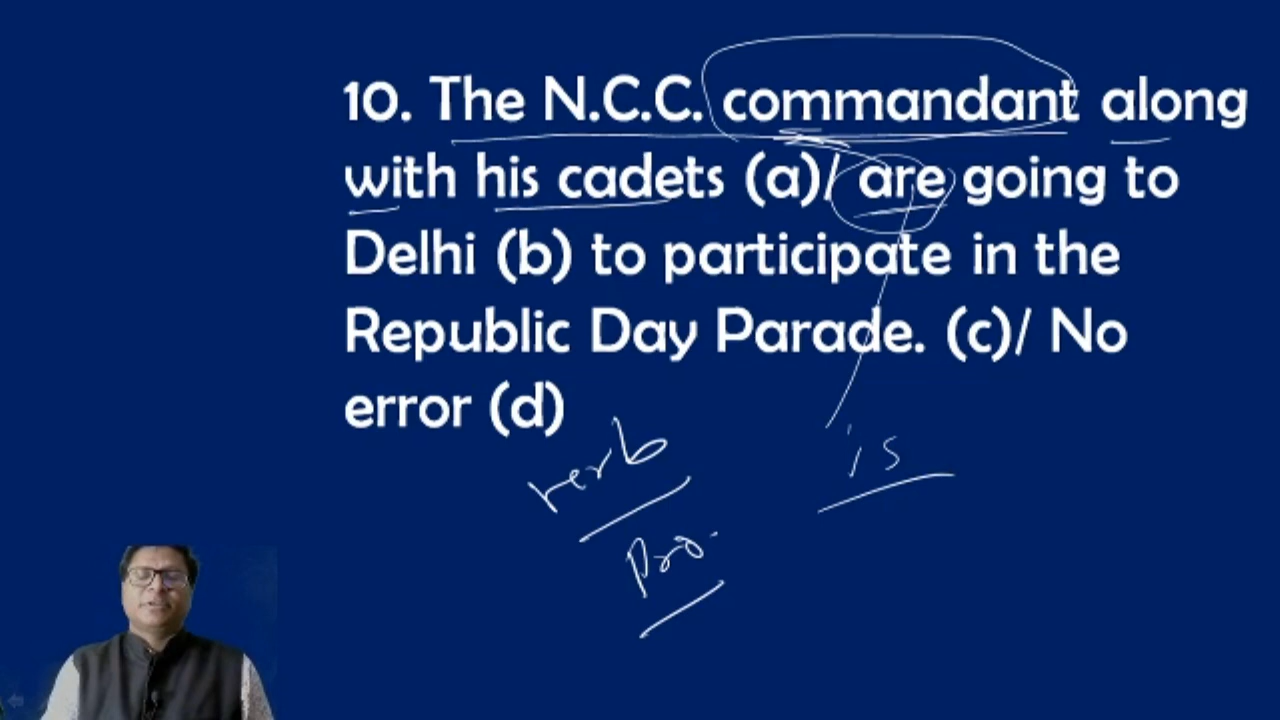 10. The N.C.C. commandant along
with his cadets (a)/ are going to
Delhi (b) to participate in the
Republic Day Parade. (c)/ No
error (d)
verb
is
Pro.